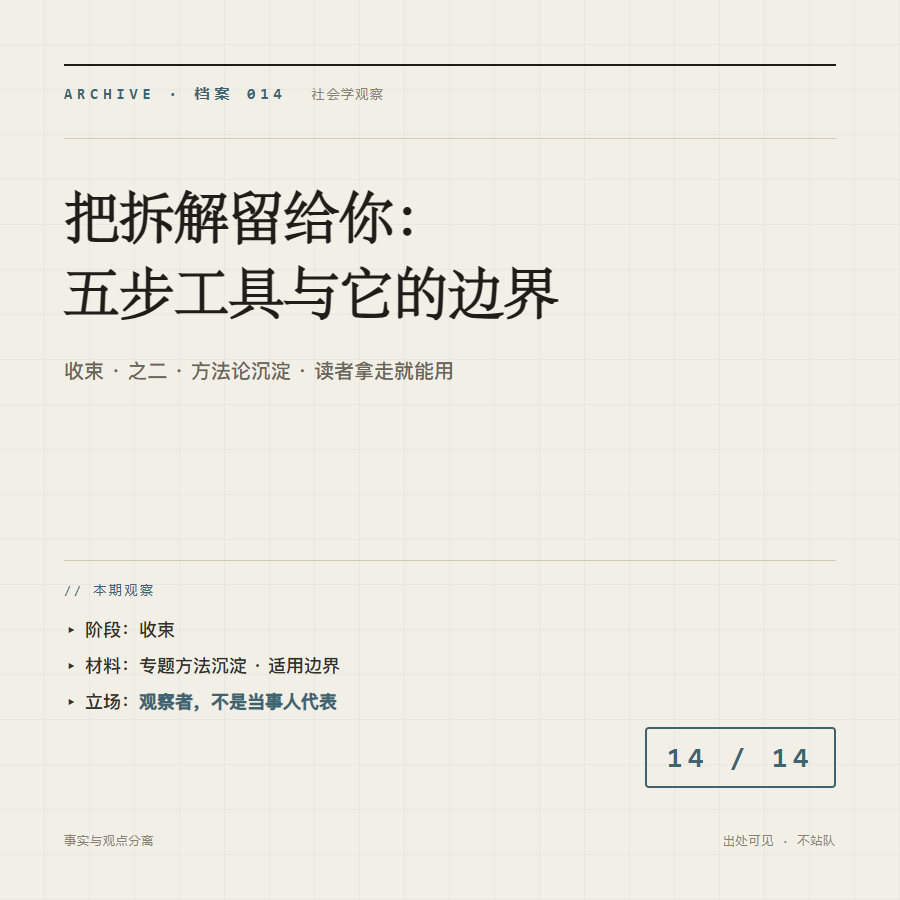 ARCHIVE · 档案 014 社会学观察
把拆解留给你：
五步工具与它的边界
收束 · 之二 · 方法论沉淀 · 读者拿走就能用
// 本期观察
▸ 阶段：收束
▸ 材料：专题方法沉淀 · 适用边界
▸ 立场：观察者，不是当事人代表
14 / 14
事实与观点分离
出处可见 · 不站队